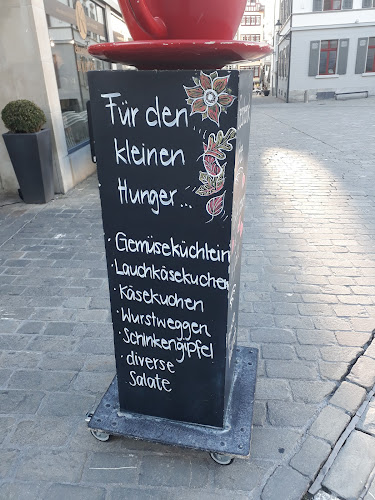 Für den
kleinen
Hunger...
· Gemüseküchlein
· Lauchkäsekuchen
· Käsekuchen
· Wurstweggen
· Schinkengipfel
· diverse
Salate